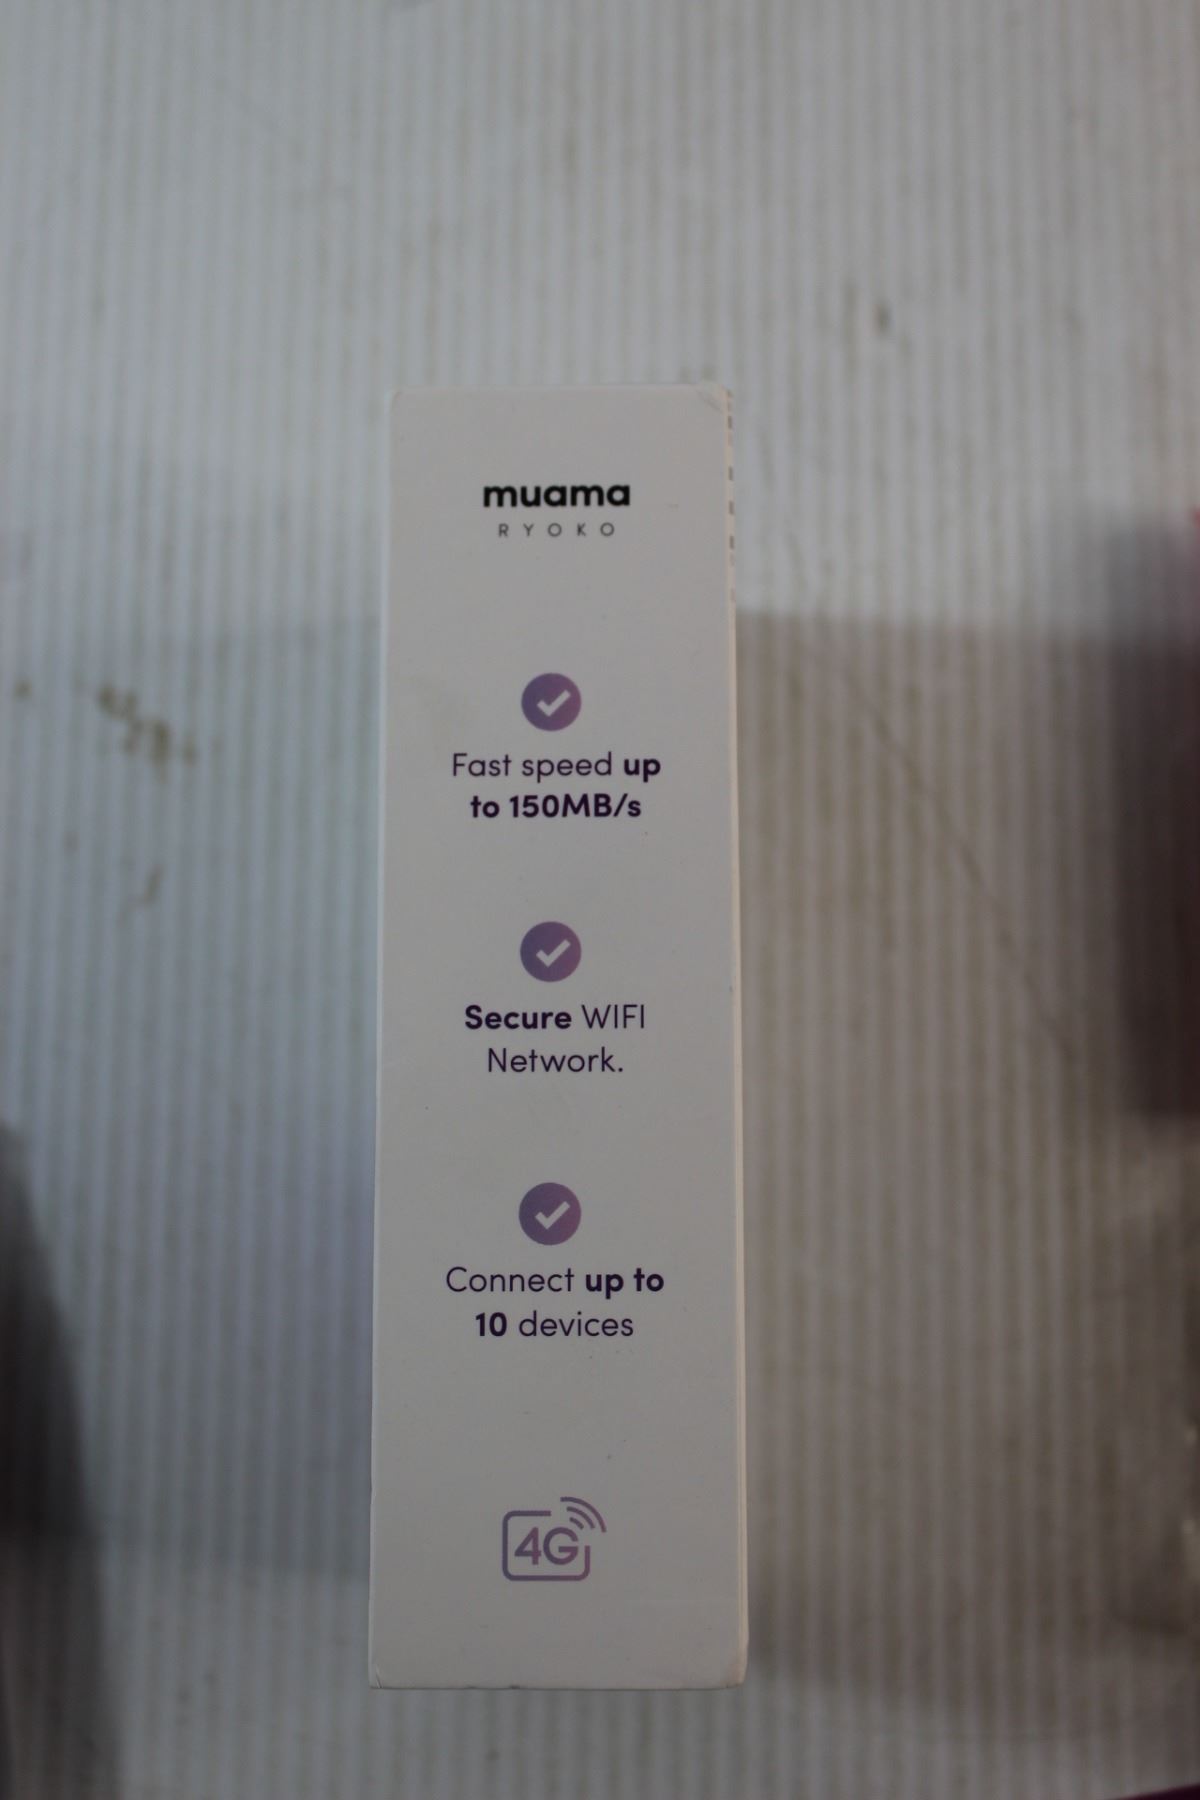 muama
RYOKO
Fast speed up
to 150MB/s
Secure WIFI
Network.
Connect up to
10 devices
4G